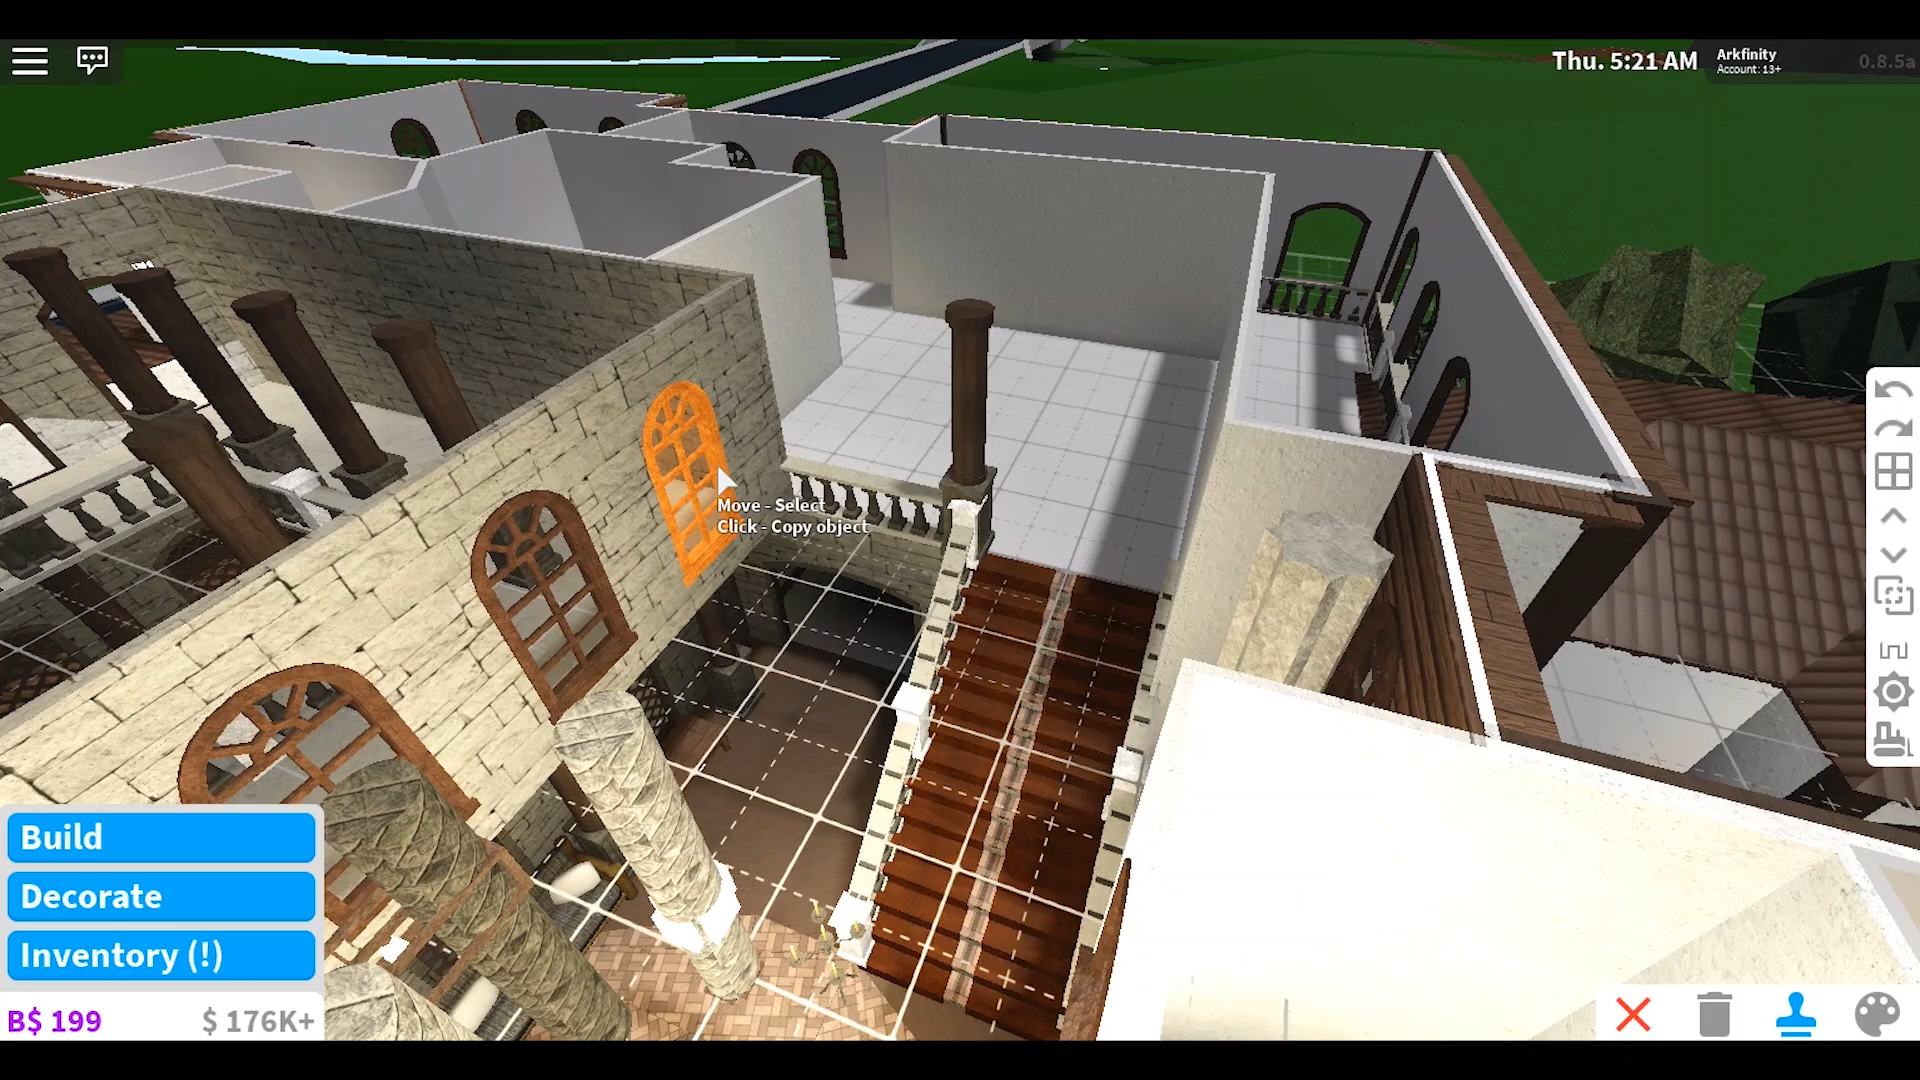 Thu. 5:21 AM
Arkfinity
Account: 13+
0.8.5a
Move - Select
Click - Copy object
Build
Decorate
Inventory (!)
B$ 199
$ 176K+